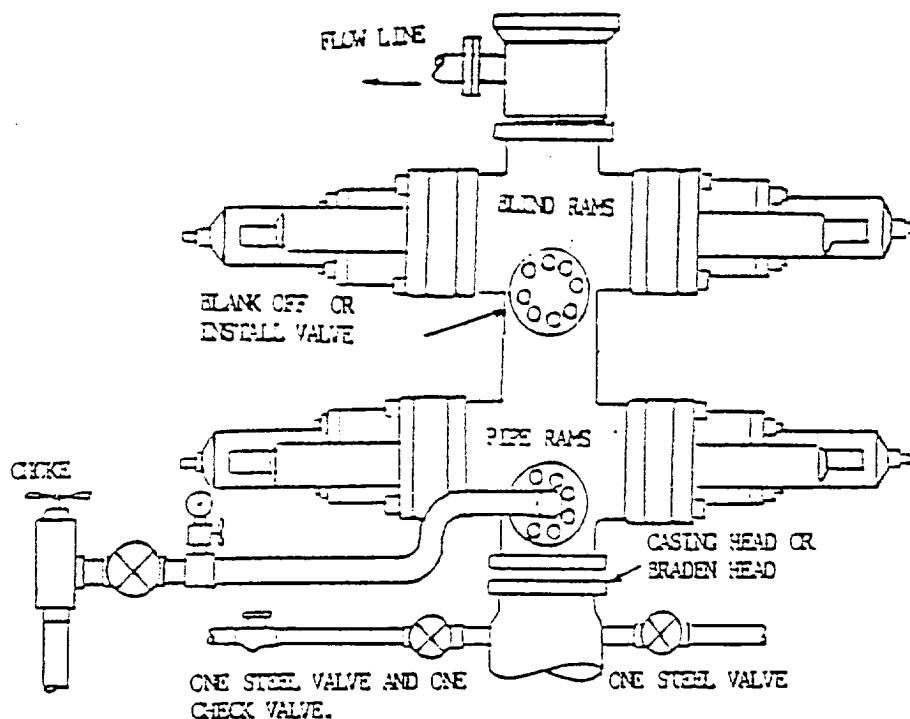 FLOW LINE
BLIND RAMS
BLANK OFF OR
INSTALL VALVE
PIPE RAMS
CHOKE
CASING HEAD OR
BRADEN HEAD
ONE STEEL VALVE AND ONE
CHECK VALVE.
ONE STEEL VALVE